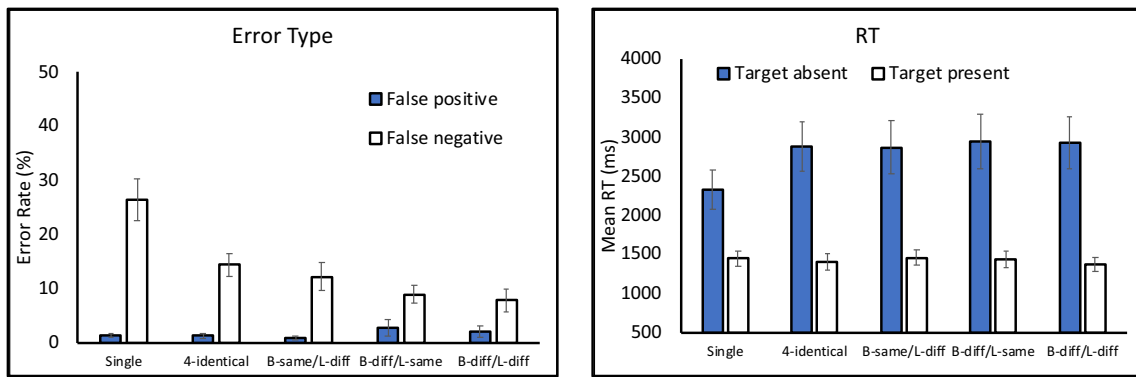 Error Type
50
40
30
20
10
0
Error Rate (%)
False positive
False negative
Single 4-identical B-same/L-diff B-diff/L-same B-diff/L-diff
RT
4000
3500
3000
2500
2000
1500
1000
500
Mean RT (ms)
Target absent Target present
Single 4-identical B-same/L-diff B-diff/L-same B-diff/L-diff